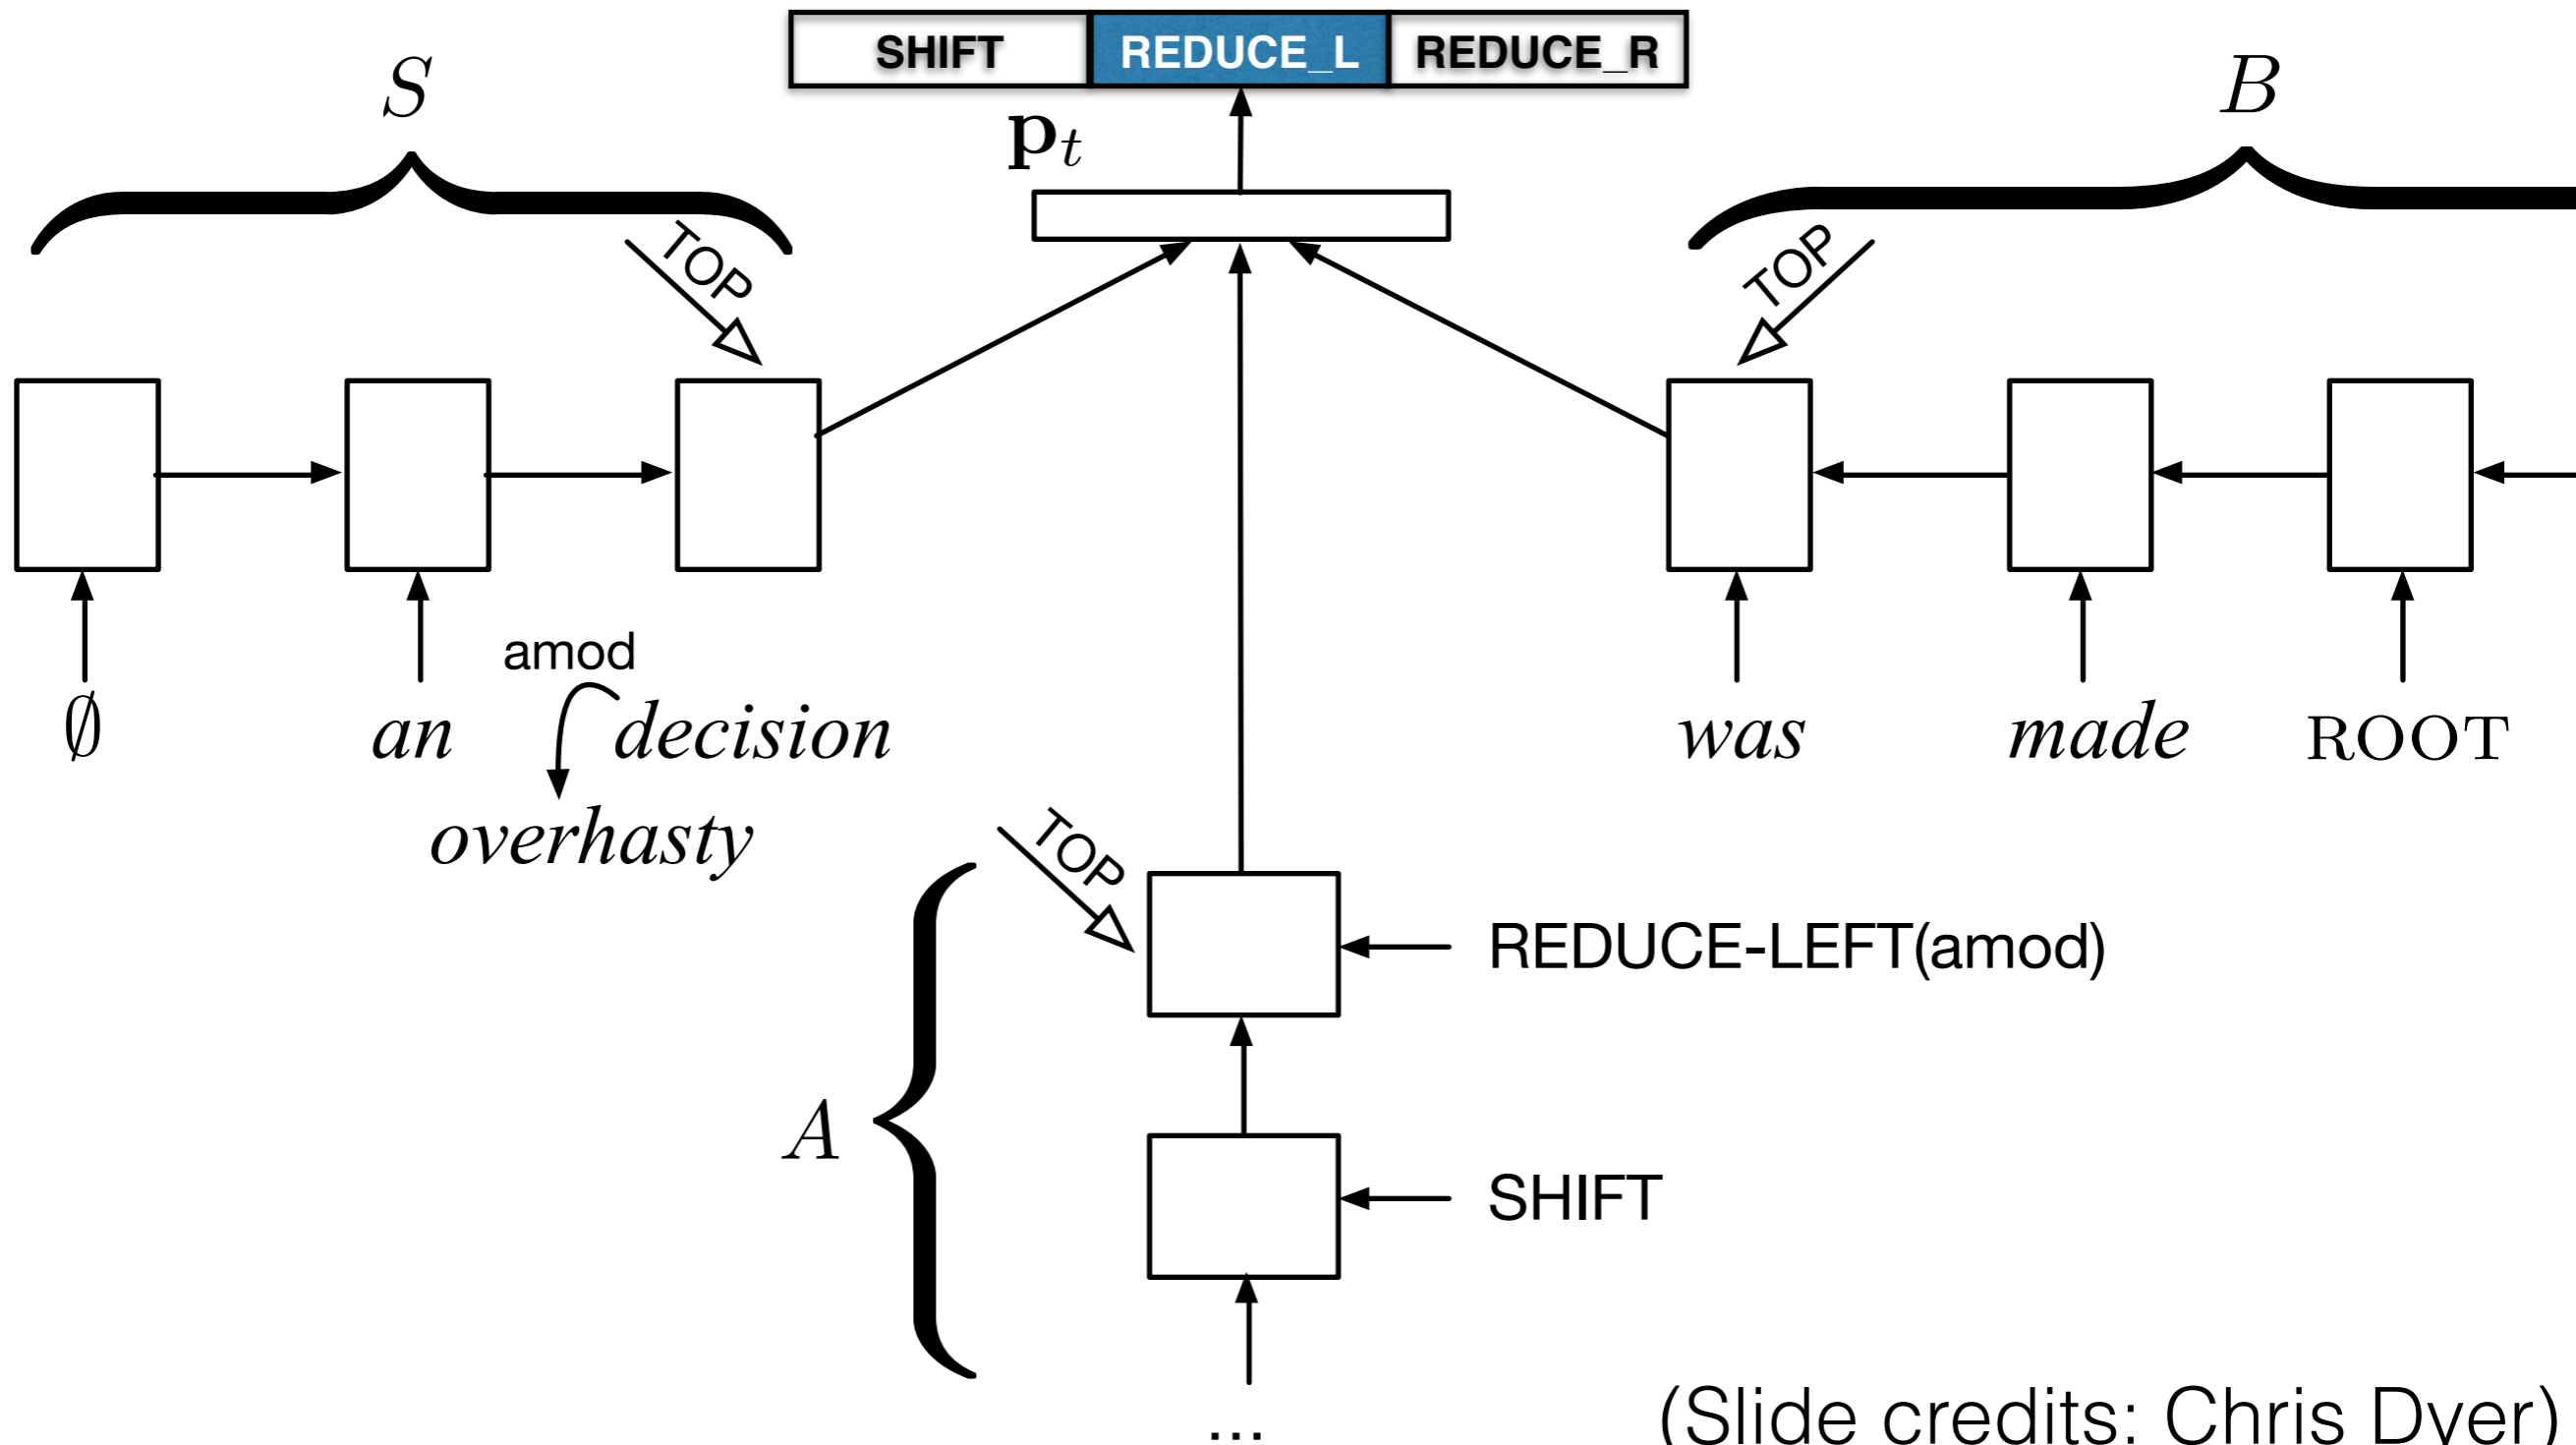 SHIFT REDUCE_L REDUCE_R
S
B
p_t
TOP
TOP
amod
∅ an decision was made ROOT
overhasty
TOP
REDUCE-LEFT(amod)
A
SHIFT
...
(Slide credits: Chris Dyer)